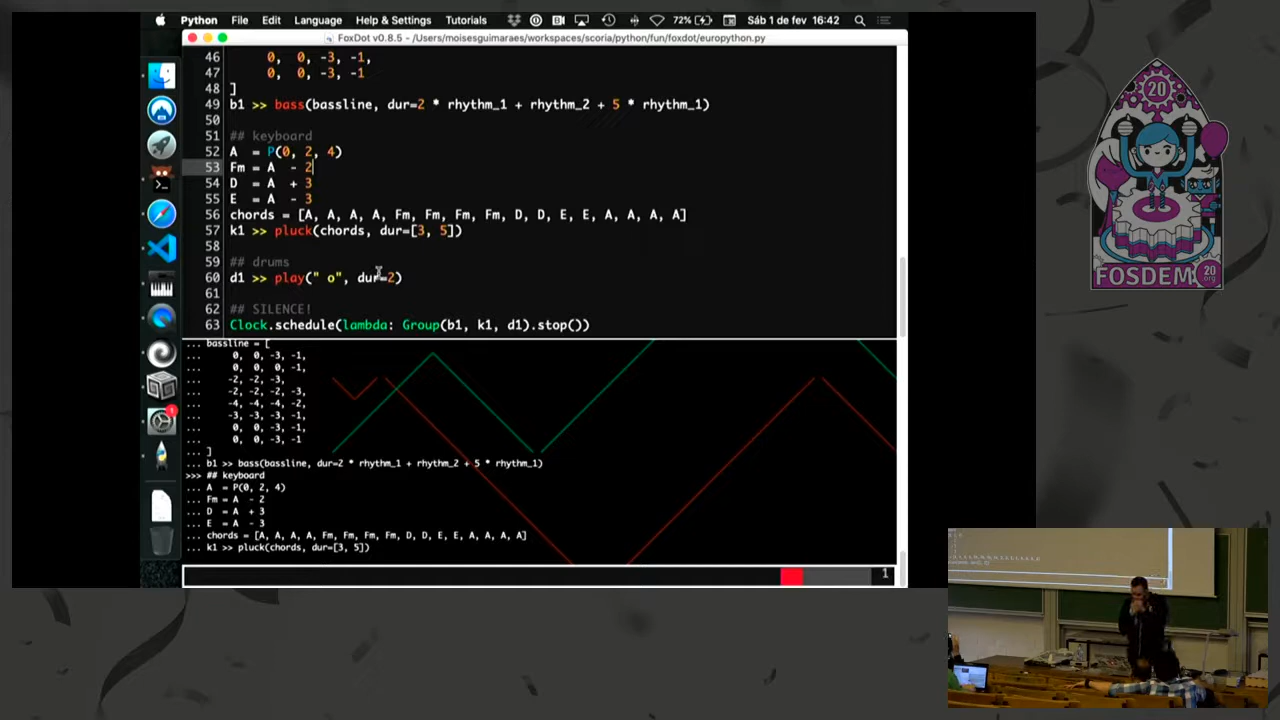 Python File Edit Language Help & Settings Tutorials 72% Sáb 1 de fev 16:42
FoxDot v0.8.5 - /Users/moisesguimaraes/workspaces/scoria/python/fun/foxdot/europython.py
46 0, 0, -3, -1,
47 0, 0, -3, -1
48 ]
49 b1 >> bass(bassline, dur=2 * rhythm_1 + rhythm_2 + 5 * rhythm_1)
50
51 ## keyboard
52 A = P(0, 2, 4)
53 Fm = A - 2
54 D = A + 3
55 E = A - 3
56 chords = [A, A, A, A, Fm, Fm, Fm, Fm, D, D, E, E, A, A, A, A]
57 k1 >> pluck(chords, dur=[3, 5])
58
59 ## drums
60 d1 >> play(" o", dur=2)
61
62 ## SILENCE!
63 Clock.schedule(lambda: Group(b1, k1, d1).stop())
... bassline = [
... 0, 0, -3, -1,
... 0, 0, 0, -1,
... -2, -2, -3,
... -2, -2, -2, -3,
... -4, -4, -4, -2,
... -3, -3, -3, -1,
... 0, 0, -3, -1,
... 0, 0, -3, -1
... ]
... b1 >> bass(bassline, dur=2 * rhythm_1 + rhythm_2 + 5 * rhythm_1)
>>> ## keyboard
... A = P(0, 2, 4)
... Fm = A - 2
... D = A + 3
... E = A - 3
... chords = [A, A, A, A, Fm, Fm, Fm, Fm, D, D, E, E, A, A, A, A]
... k1 >> pluck(chords, dur=[3, 5])
1
1
20
FOSDEM 20
.org